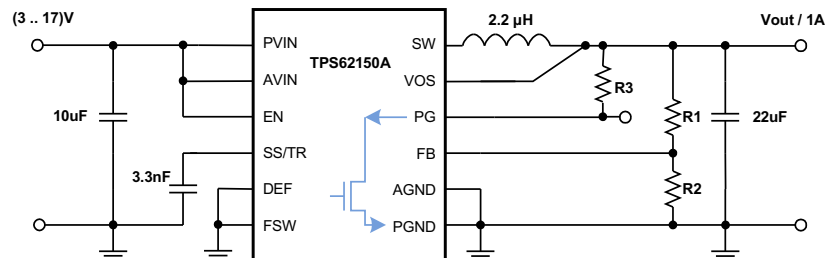 (3 .. 17)V
2.2 µH
Vout / 1A
PVIN
SW
TPS62150A
AVIN
VOS
R3
10uF
EN
PG
R1
22uF
SS/TR
FB
3.3nF
DEF
AGND
R2
FSW
PGND